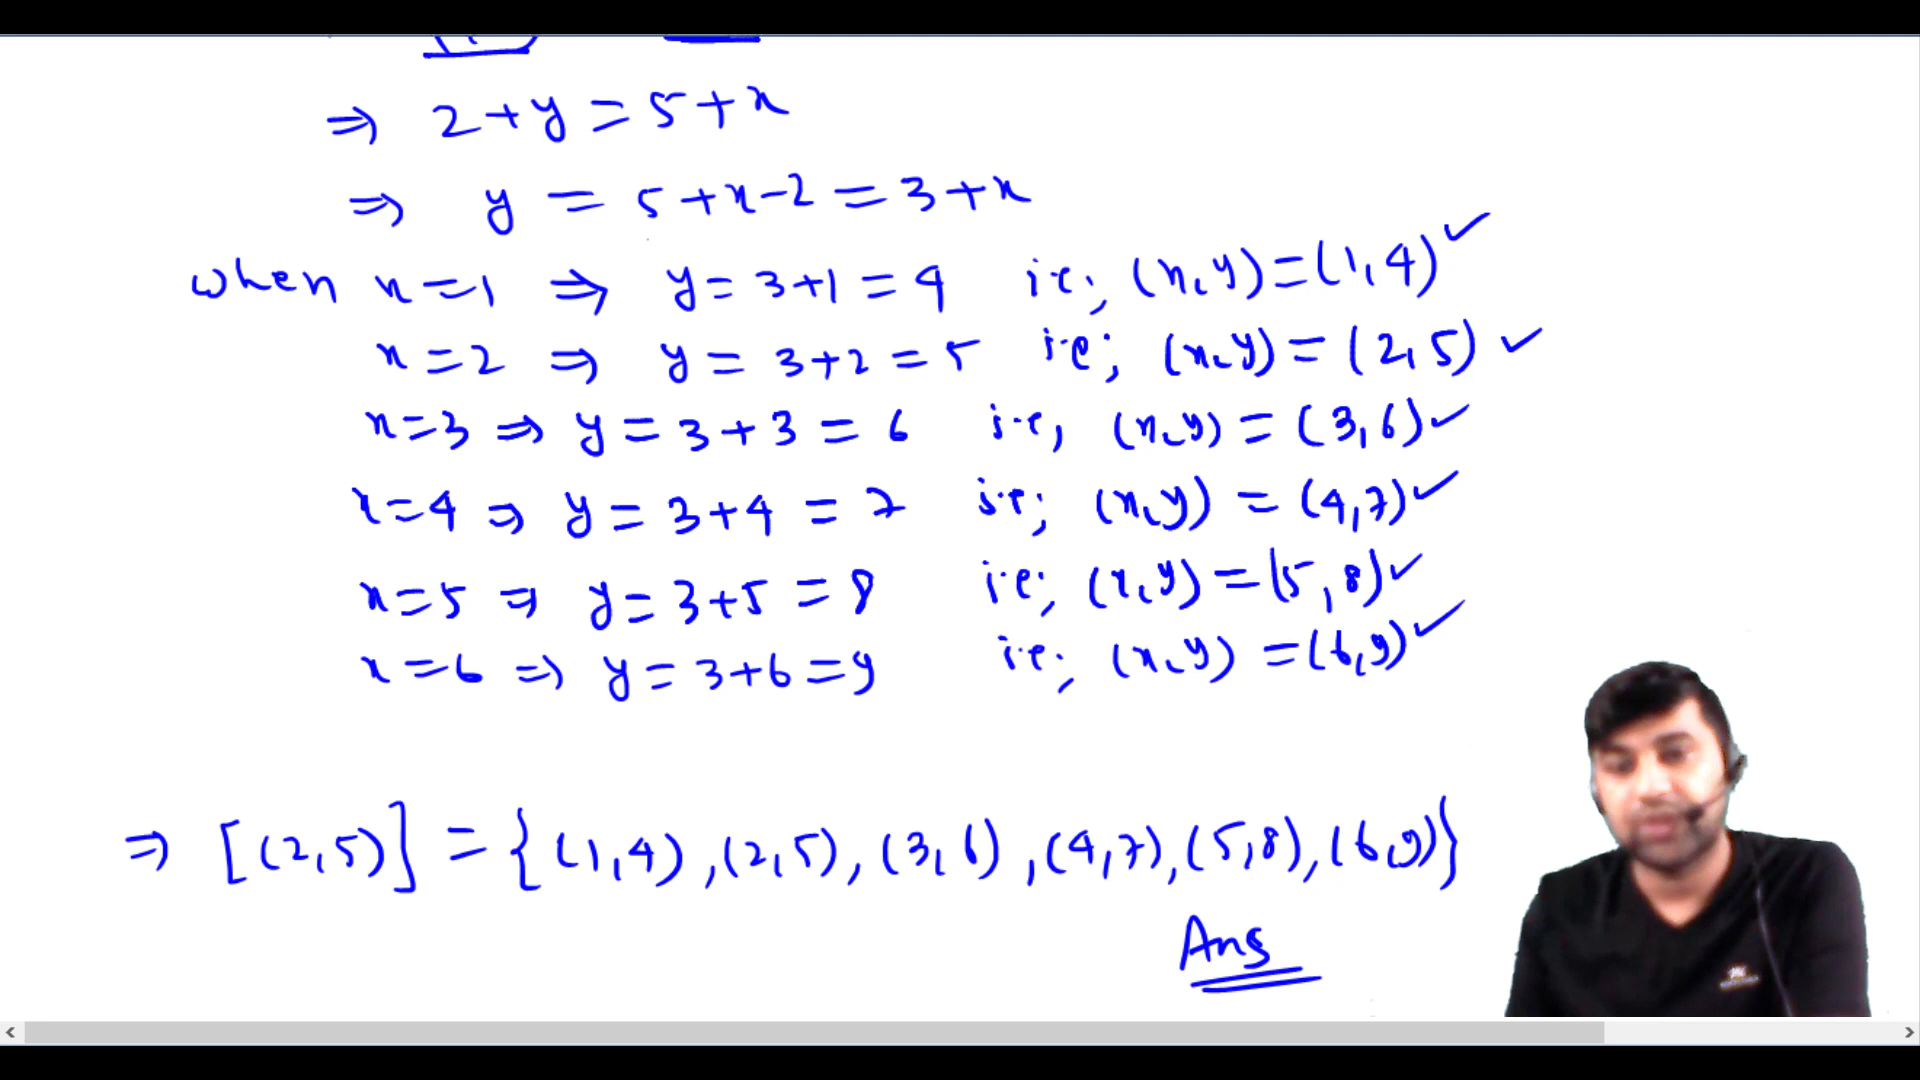 ⇒ 2+y = 5+x
⇒ y = 5+x-2 = 3+x
when x=1 ⇒ y = 3+1 = 4 i.e; (x,y)=(1,4) ✓
x=2 ⇒ y = 3+2 = 5 i.e; (x,y) = (2,5) ✓
x=3 ⇒ y = 3+3 = 6 i.e, (x,y) = (3,6) ✓
x=4 ⇒ y = 3+4 = 7 i.e; (x,y) = (4,7) ✓
x=5 ⇒ y = 3+5 = 8 i.e; (x,y) = (5,8) ✓
x=6 ⇒ y = 3+6 = 9 i.e; (x,y) = (6,9) ✓
⇒ [(2,5)] = {(1,4),(2,5),(3,6),(4,7),(5,8),(6,9)}
Ans